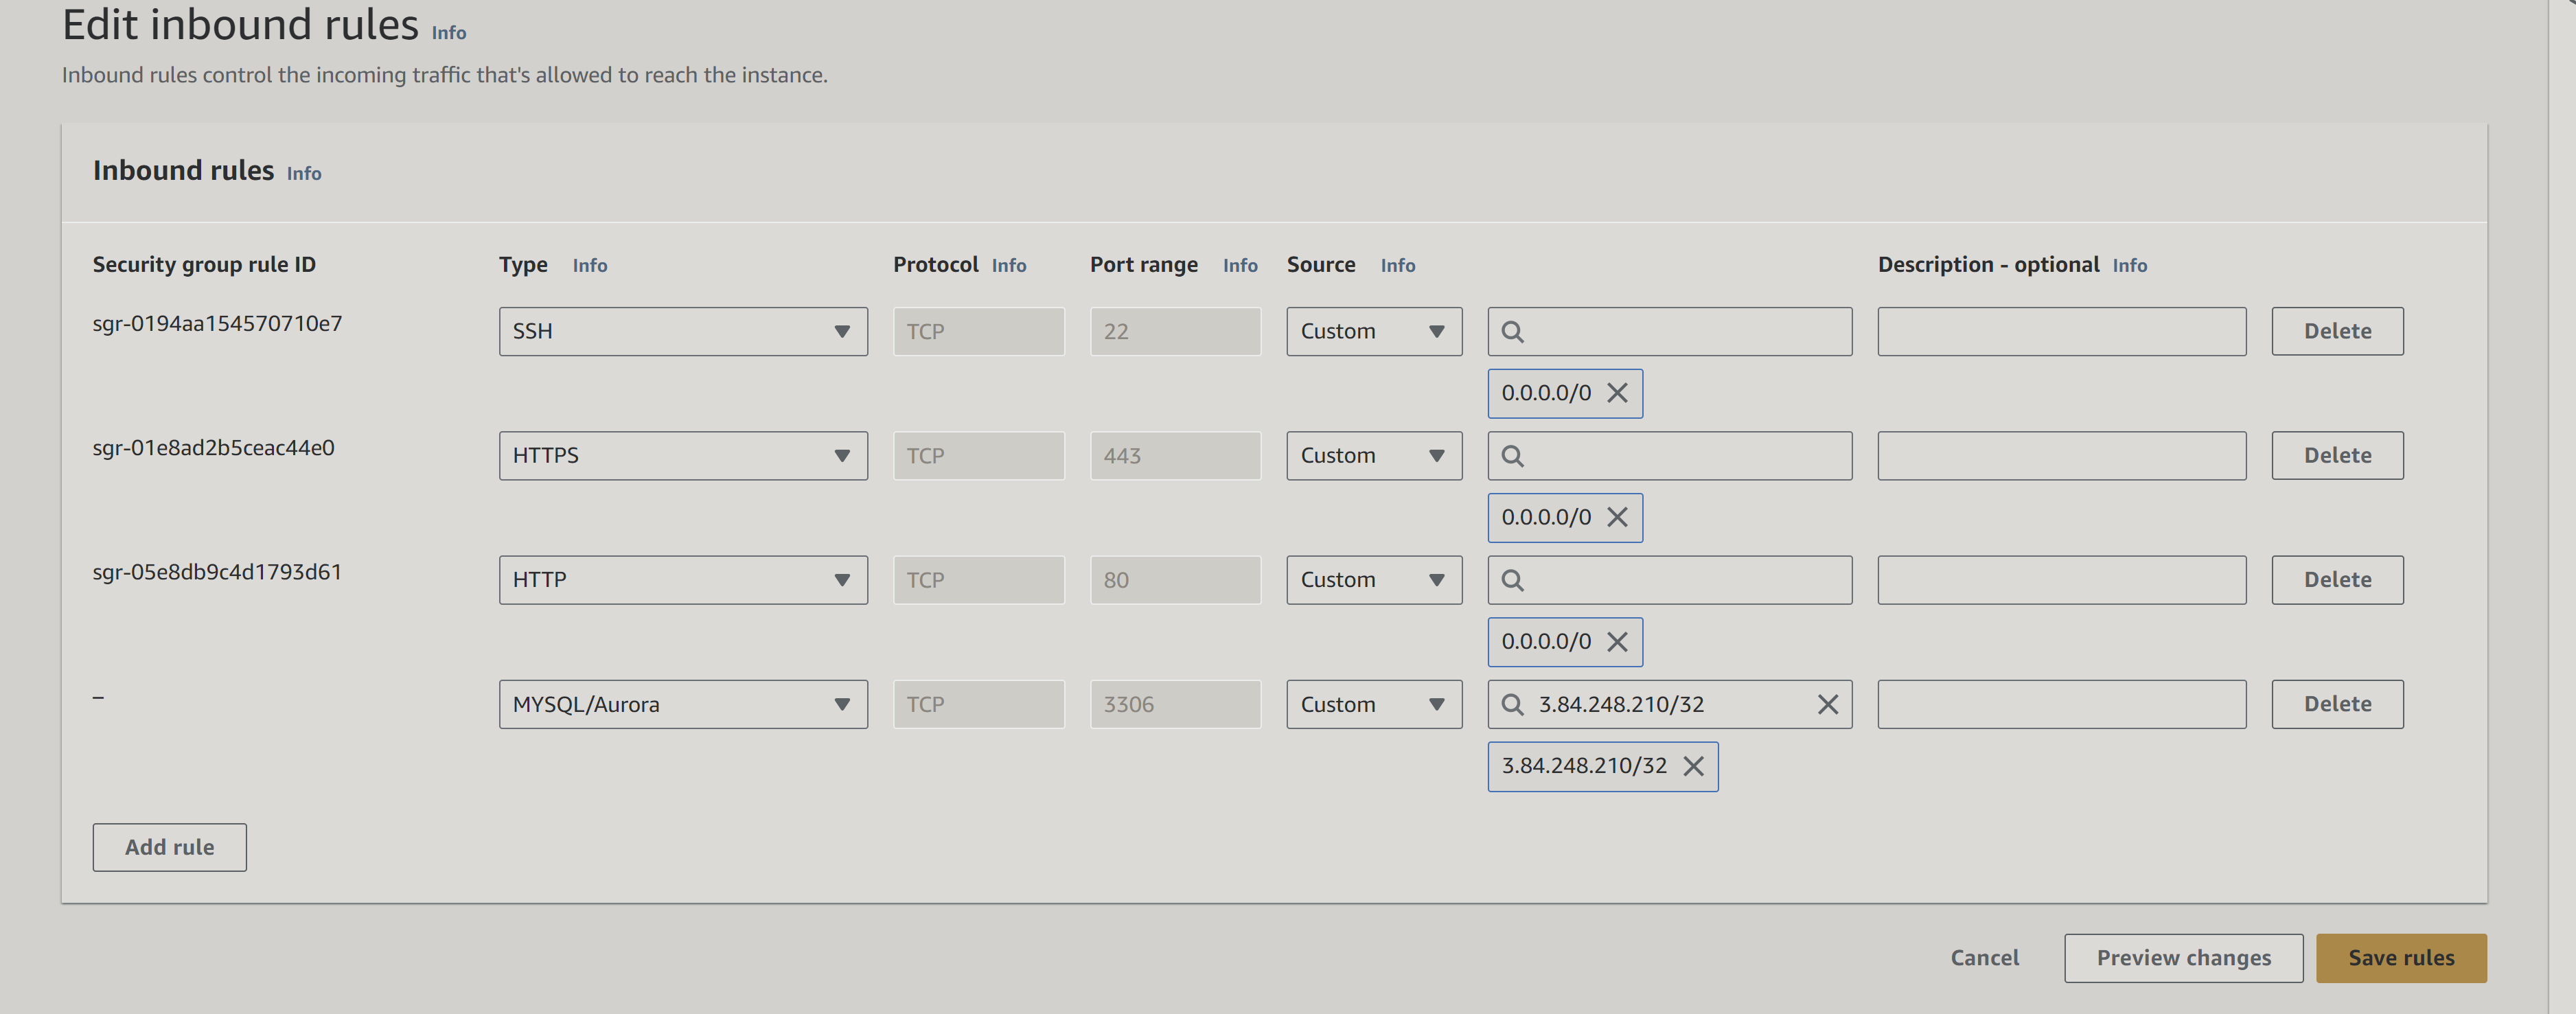 Edit inbound rules Info
Inbound rules control the incoming traffic that's allowed to reach the instance.
Inbound rules Info
Security group rule ID Type Info Protocol Info Port range Info Source Info Description - optional Info
sgr-0194aa154570710e7 SSH TCP 22 Custom Delete
0.0.0.0/0
sgr-01e8ad2b5ceac44e0 HTTPS TCP 443 Custom Delete
0.0.0.0/0
sgr-05e8db9c4d1793d61 HTTP TCP 80 Custom Delete
0.0.0.0/0
– MYSQL/Aurora TCP 3306 Custom 3.84.248.210/32 Delete
3.84.248.210/32
Add rule
Cancel Preview changes Save rules